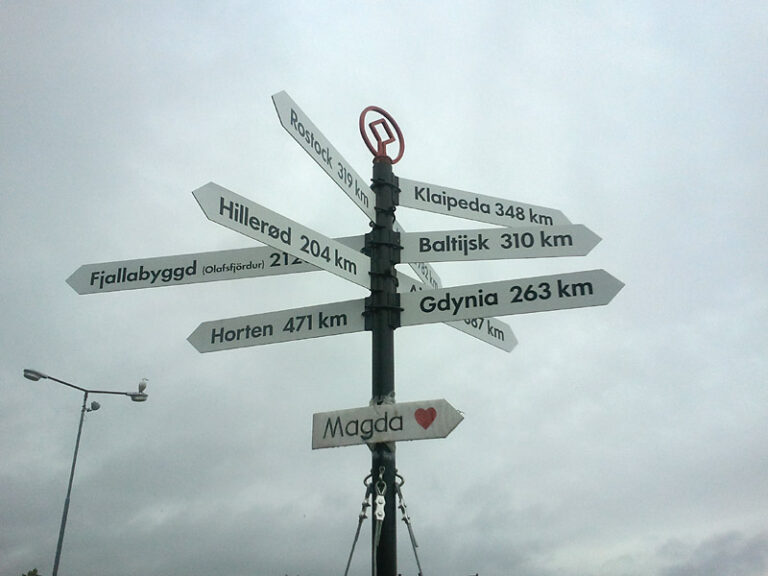 Rostock 319 km
Klaipeda 348 km
Hillerød 204 km
Baltijsk 310 km
Fjallabyggd (Olafsfjördur)
Gdynia 263 km
Horten 471 km
Magda